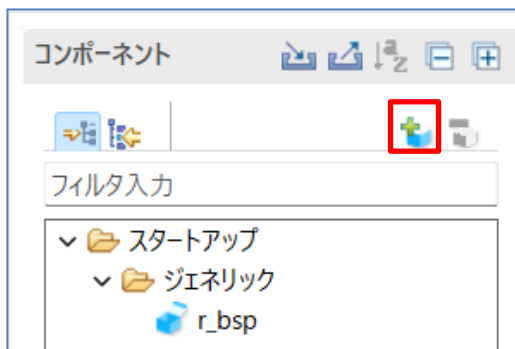 コンポーネント
フィルタ入力
スタートアップ
ジェネリック
r_bsp